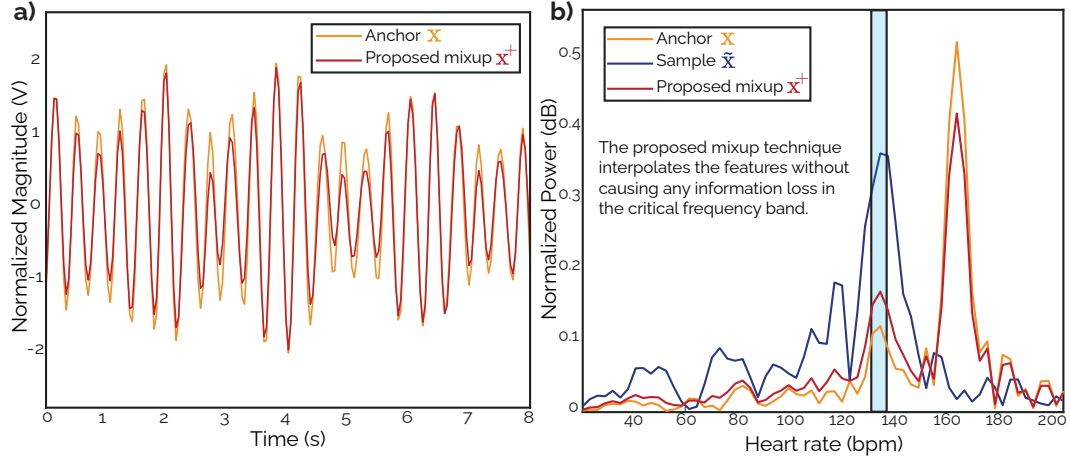 a)
Normalized Magnitude (V)
2
1
0
-1
-2
Anchor x
Proposed mixup x⁺
0 1 2 3 4 5 6 7 8
Time (s)
b)
Normalized Power (dB)
0.5
0.4
0.3
0.2
0.1
0
Anchor x
Sample x̃
Proposed mixup x⁺
The proposed mixup technique
interpolates the features without
causing any information loss in
the critical frequency band.
40 60 80 100 120 140 160 180 200
Heart rate (bpm)